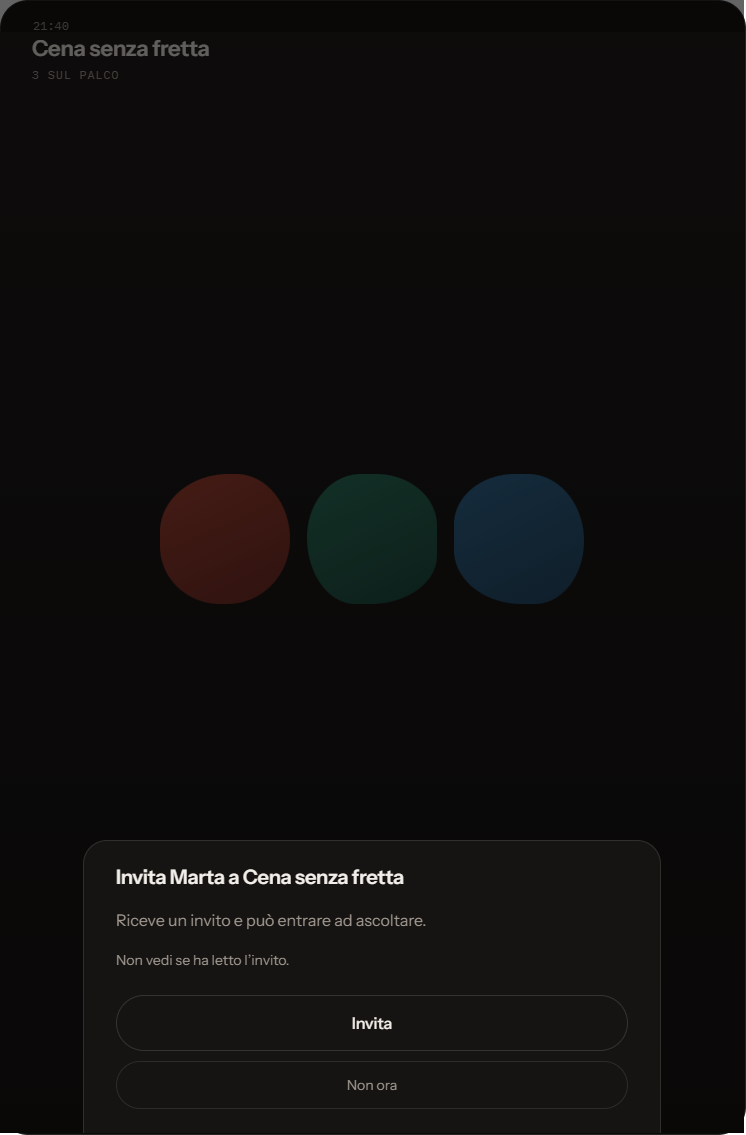 21:40
Cena senza fretta
3 SUL PALCO
Invita Marta a Cena senza fretta
Riceve un invito e può entrare ad ascoltare.
Non vedi se ha letto l’invito.
Invita
Non ora